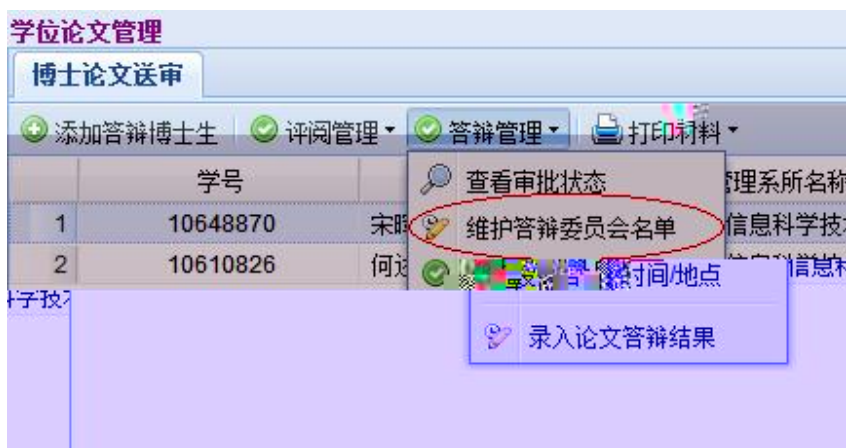 学位论文管理
博士论文送审
添加答辩博士生 评阅管理 答辩管理 打印材料
学号 查看审批状态 管理系所名称
1 10648870 宋 维护答辩委员会名单 信息科学技
2 10610826 何 时间/地点
录入论文答辩结果